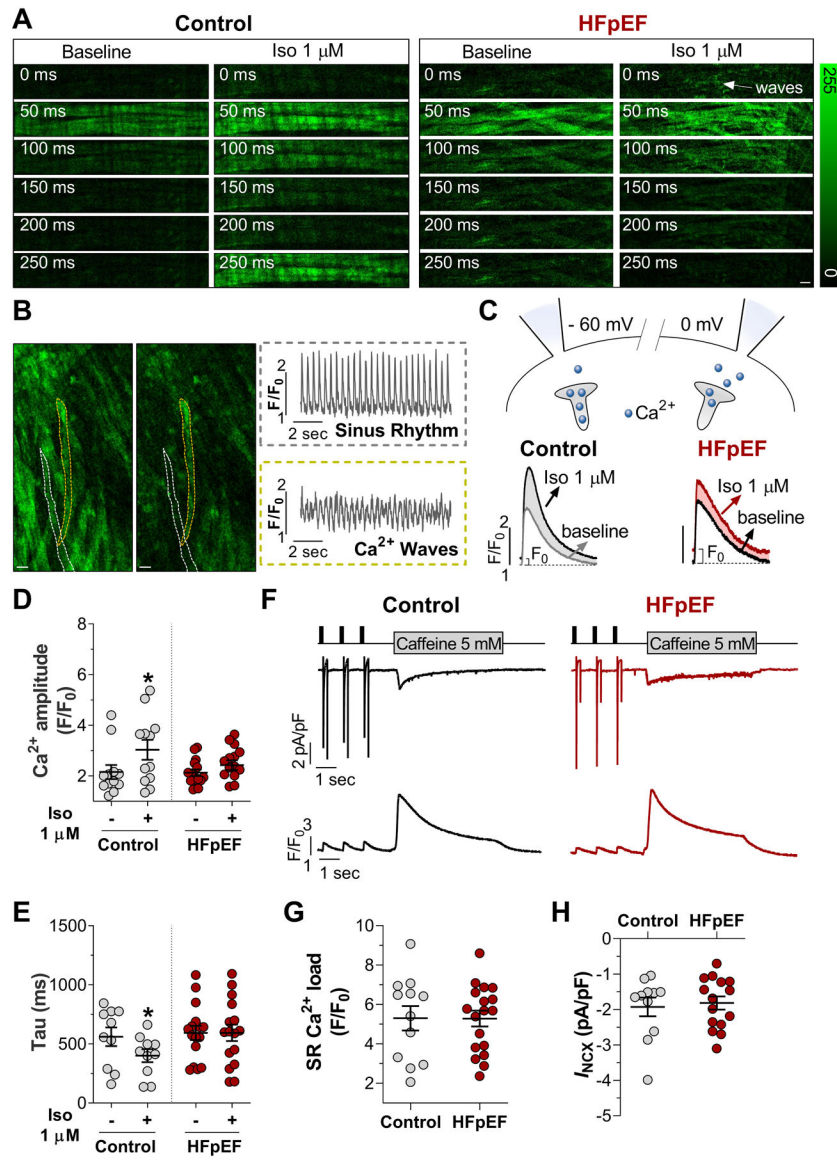 A
Control
HFpEF
Baseline
Iso 1 μM
Baseline
Iso 1 μM
0 ms
0 ms
0 ms
0 ms
waves
50 ms
50 ms
50 ms
50 ms
100 ms
100 ms
100 ms
100 ms
150 ms
150 ms
150 ms
150 ms
200 ms
200 ms
200 ms
200 ms
250 ms
250 ms
250 ms
250 ms
255
0
B
2
F/F0
1
2 sec
Sinus Rhythm
2
F/F0
1
2 sec
Ca2+ Waves
C
- 60 mV
0 mV
Ca2+
Control
HFpEF
Iso 1 μM
Iso 1 μM
baseline
baseline
2
F/F0
1
F0
F0
D
Ca2+ amplitude
(F/F0)
8
6
4
2
*
Iso
1 μM
- + - +
Control
HFpEF
F
Control
HFpEF
Caffeine 5 mM
Caffeine 5 mM
2 pA/pF
1 sec
3
F/F0
1
1 sec
E
Tau (ms)
1500
1000
500
0
*
Iso
1 μM
- + - +
Control
HFpEF
G
SR Ca2+ load
(F/F0)
10
8
6
4
2
Control
HFpEF
H
Control
HFpEF
INCX (pA/pF)
0
-1
-2
-3
-4
-5